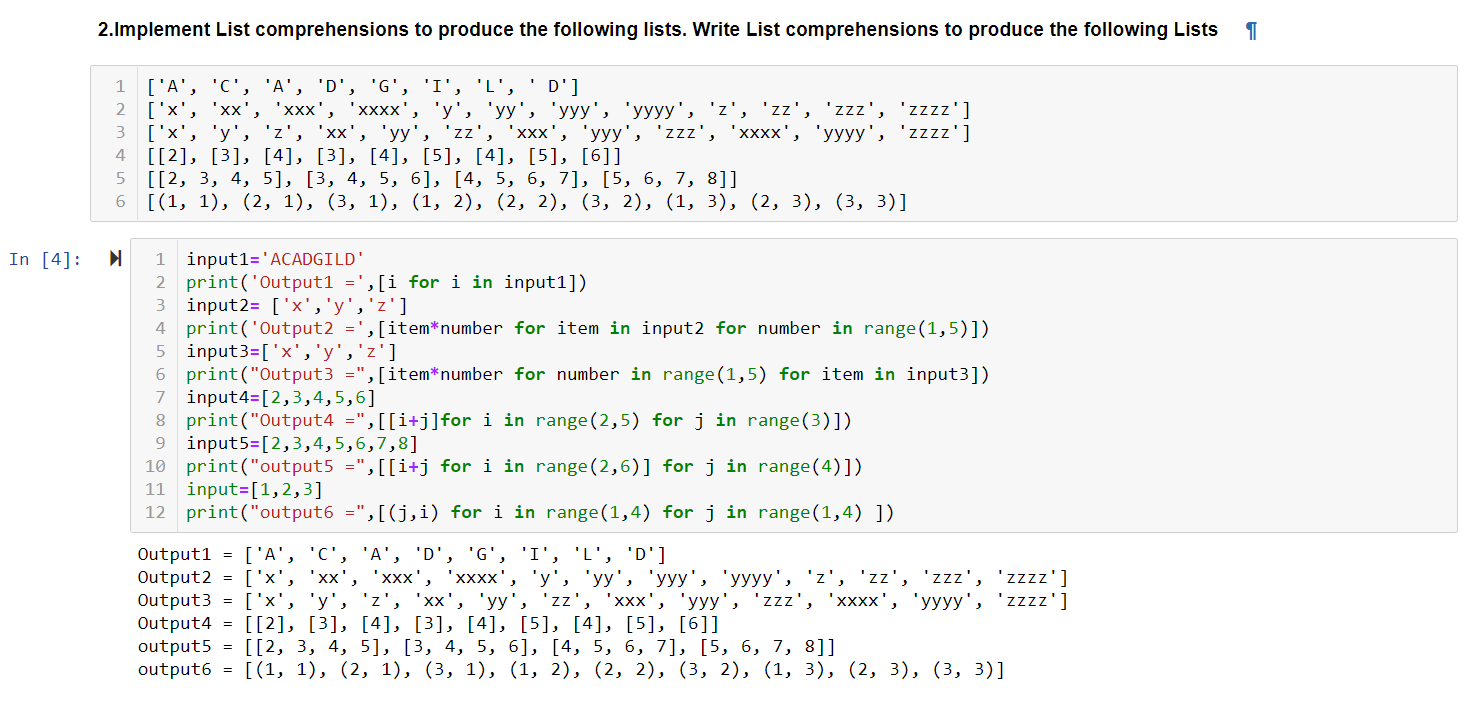 2.Implement List comprehensions to produce the following lists. Write List comprehensions to produce the following Lists ¶
1 ['A', 'C', 'A', 'D', 'G', 'I', 'L', ' D']
2 ['x', 'xx', 'xxx', 'xxxx', 'y', 'yy', 'yyy', 'yyyy', 'z', 'zz', 'zzz', 'zzzz']
3 ['x', 'y', 'z', 'xx', 'yy', 'zz', 'xxx', 'yyy', 'zzz', 'xxxx', 'yyyy', 'zzzz']
4 [[2], [3], [4], [3], [4], [5], [4], [5], [6]]
5 [[2, 3, 4, 5], [3, 4, 5, 6], [4, 5, 6, 7], [5, 6, 7, 8]]
6 [(1, 1), (2, 1), (3, 1), (1, 2), (2, 2), (3, 2), (1, 3), (2, 3), (3, 3)]
In [4]: 1 input1='ACADGILD'
2 print('Output1 =',[i for i in input1])
3 input2= ['x','y','z']
4 print('Output2 =',[item*number for item in input2 for number in range(1,5)])
5 input3=['x','y','z']
6 print("Output3 =",[item*number for number in range(1,5) for item in input3])
7 input4=[2,3,4,5,6]
8 print("Output4 =",[[i+j]for i in range(2,5) for j in range(3)])
9 input5=[2,3,4,5,6,7,8]
10 print("output5 =",[[i+j for i in range(2,6)] for j in range(4)])
11 input=[1,2,3]
12 print("output6 =",[(j,i) for i in range(1,4) for j in range(1,4) ])
Output1 = ['A', 'C', 'A', 'D', 'G', 'I', 'L', 'D']
Output2 = ['x', 'xx', 'xxx', 'xxxx', 'y', 'yy', 'yyy', 'yyyy', 'z', 'zz', 'zzz', 'zzzz']
Output3 = ['x', 'y', 'z', 'xx', 'yy', 'zz', 'xxx', 'yyy', 'zzz', 'xxxx', 'yyyy', 'zzzz']
Output4 = [[2], [3], [4], [3], [4], [5], [4], [5], [6]]
output5 = [[2, 3, 4, 5], [3, 4, 5, 6], [4, 5, 6, 7], [5, 6, 7, 8]]
output6 = [(1, 1), (2, 1), (3, 1), (1, 2), (2, 2), (3, 2), (1, 3), (2, 3), (3, 3)]